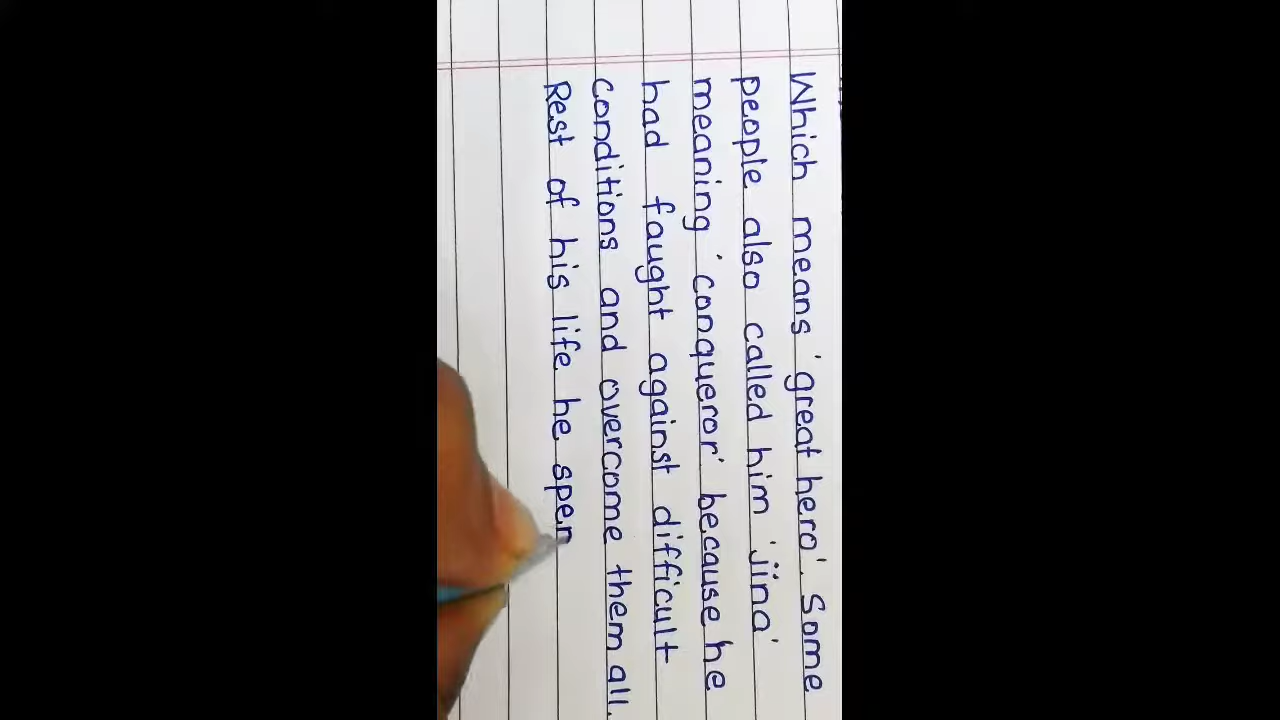 Which means 'great hero'. Some
people also called him 'jina'
meaning 'conqueror' because he
had faught against difficult
Conditions and overcome them all.
Rest of his life he spen